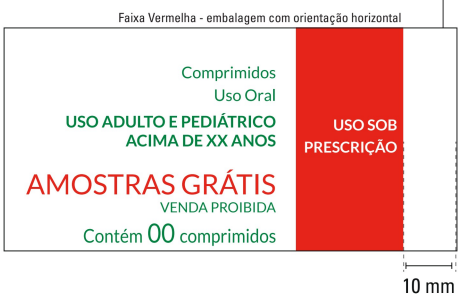 Faixa Vermelha - embalagem com orientação horizontal
Comprimidos
Uso Oral
USO ADULTO E PEDIÁTRICO
ACIMA DE XX ANOS
AMOSTRAS GRÁTIS
VENDA PROIBIDA
Contém 00 comprimidos
USO SOB
PRESCRIÇÃO
10 mm